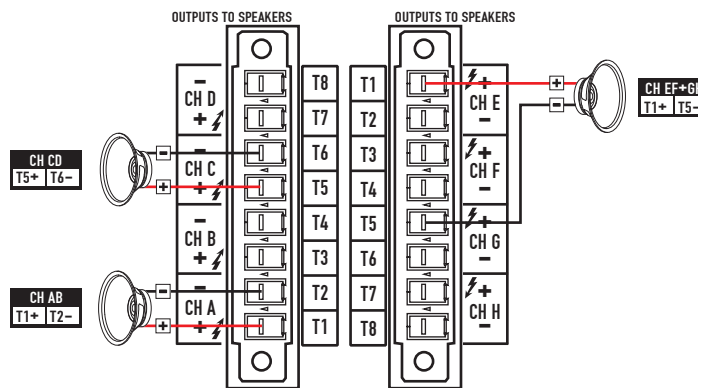 OUTPUTS TO SPEAKERS
OUTPUTS TO SPEAKERS
−
CH D
+
−
CH C
+
−
CH B
+
−
CH A
+
T8
T7
T6
T5
T4
T3
T2
T1
T1
T2
T3
T4
T5
T6
T7
T8
+
CH E
−
+
CH F
−
+
CH G
−
+
CH H
−
CH CD
T5+ T6−
−
+
CH AB
T1+ T2−
−
+
+
−
CH EF+G
T1+ T5−